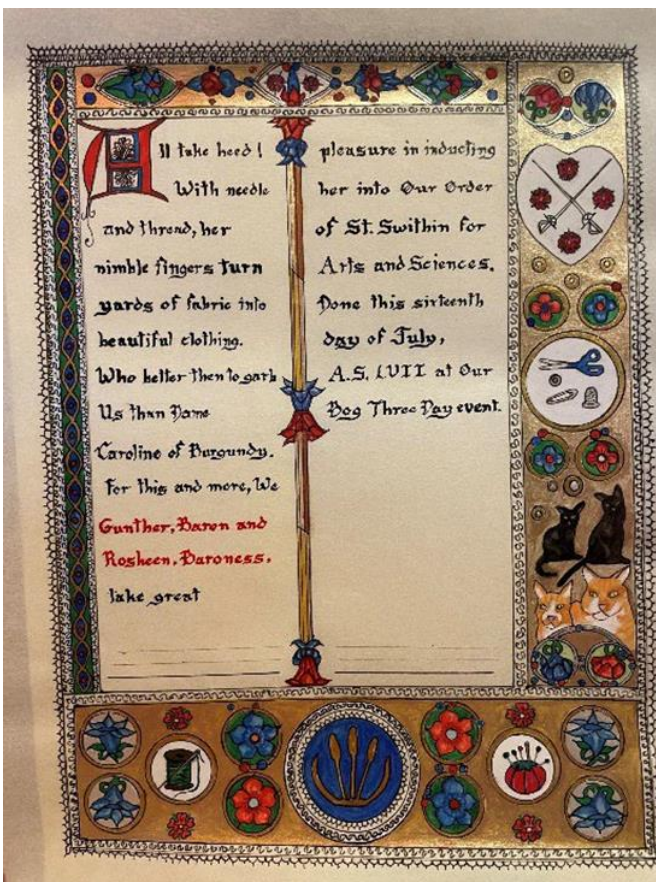 All take heed!
With needle
and thread, her
nimble fingers turn
yards of fabric into
beautiful clothing.
Who better then to garb
Us than Dame
Caroline of Burgundy.
For this and more, We
Gunther, Baron and
Rosheen, Baroness,
take great
pleasure in inducting
her into Our Order
of St. Swithin for
Arts and Sciences.
Done this sixteenth
day of July,
A.S. LVII at Our
Bog Three Day event.